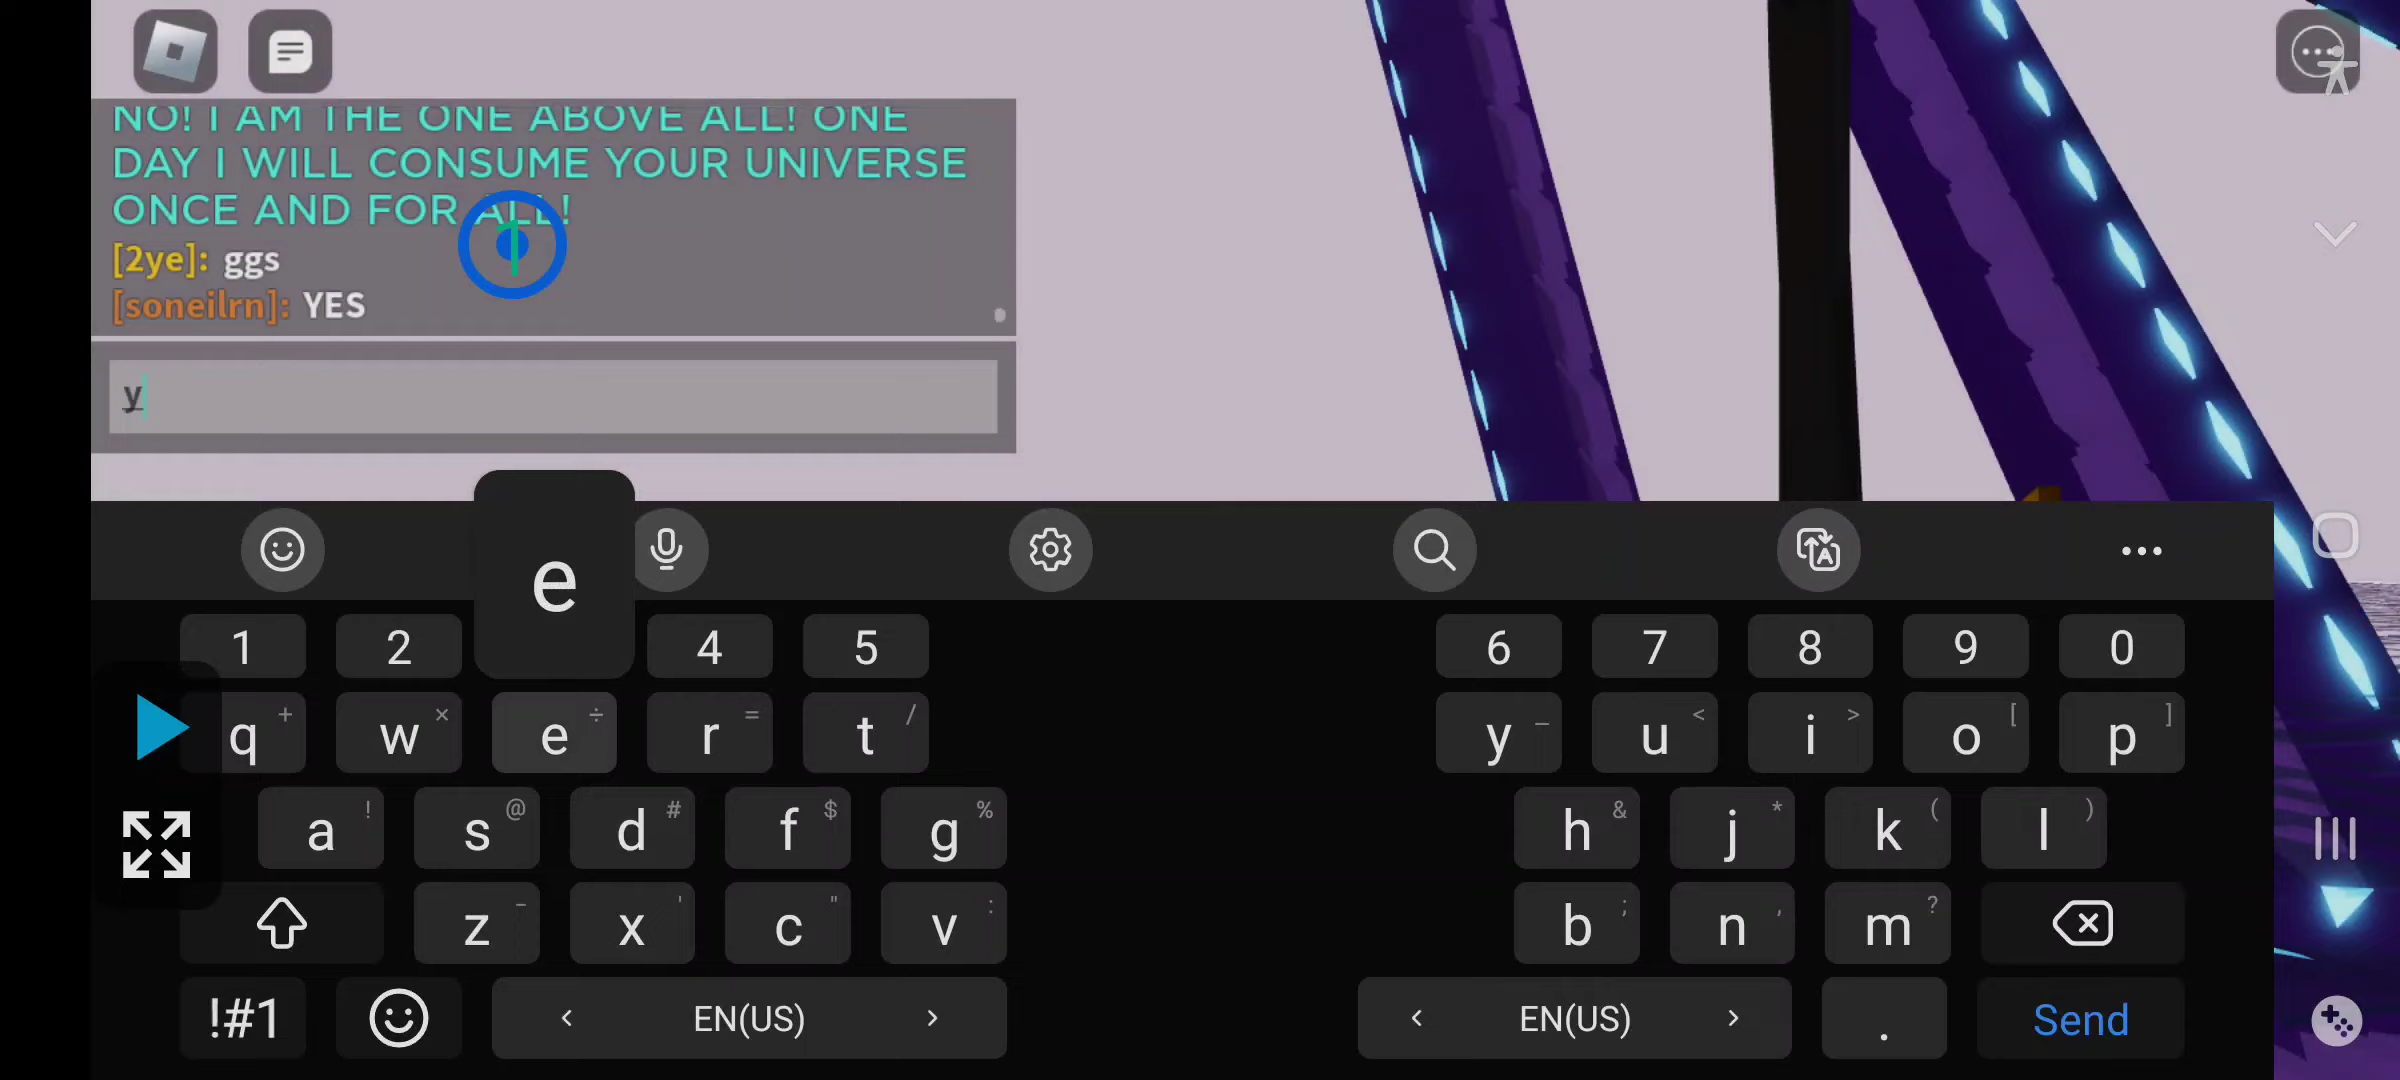 NO! I AM THE ONE ABOVE ALL! ONE
DAY I WILL CONSUME YOUR UNIVERSE
ONCE AND FOR ALL!
[2ye]: ggs
[soneilrn]: YES
y
e
1 2 4 5 6 7 8 9 0
q + w × e ÷ r = t / y _ u < i > o [ p ]
a ! s @ d # f $ g % h & j * k ( l )
z - x ' c " v : b ; n , m ?
!#1 < EN(US) > < EN(US) > . Send